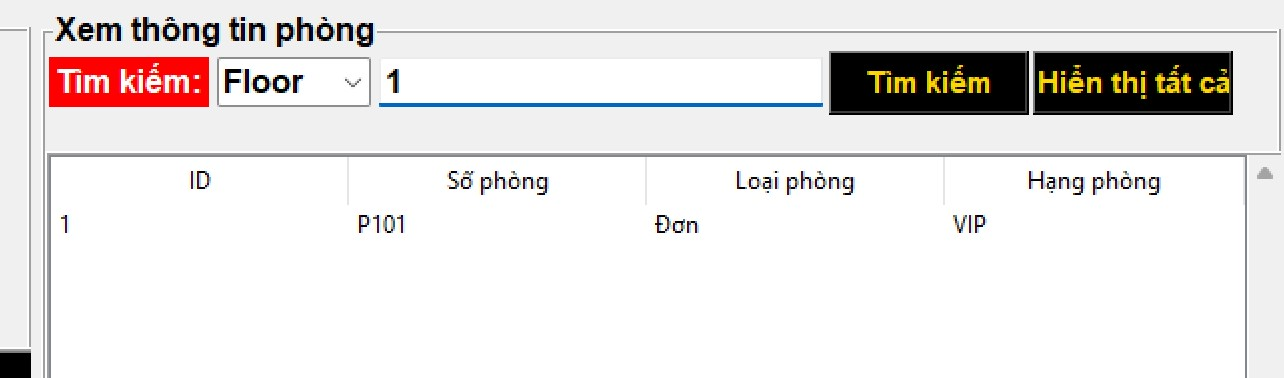 Xem thông tin phòng
Tìm kiếm: Floor 1 Tìm kiếm Hiển thị tất cả
ID Số phòng Loại phòng Hạng phòng
1 P101 Đơn VIP